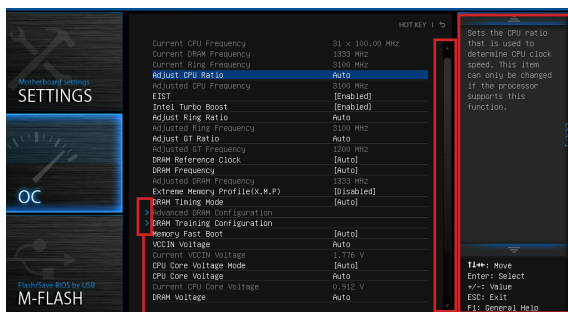 HOT KEY
Motherboard settings
SETTINGS
OC
Flash/Save BIOS by USB
M-FLASH
Current CPU Frequency 31 x 100.00 MHz
Current DRAM Frequency 1333 MHz
Current Ring Frequency 3100 MHz
Adjust CPU Ratio Auto
Adjusted CPU Frequency 3100 MHz
EIST [Enabled]
Intel Turbo Boost [Enabled]
Adjust Ring Ratio Auto
Adjusted Ring Frequency 3100 MHz
Adjust GT Ratio Auto
Adjusted GT Frequency 1200 MHz
DRAM Reference Clock [Auto]
DRAM Frequency [Auto]
Adjusted DRAM Frequency 1333 MHz
Extreme Memory Profile(X.M.P) [Disabled]
DRAM Timing Mode [Auto]
> Advanced DRAM Configuration
> DRAM Training Configuration
Memory Fast Boot [Auto]
VCCIN Voltage Auto
Current VCCIN Voltage 1.776 V
CPU Core Voltage Mode [Auto]
CPU Core Voltage Auto
Current CPU Core Voltage 0.912 V
DRAM Voltage Auto
Sets the CPU ratio
that is used to
determine CPU clock
speed. This item
can only be changed
if the processor
supports this
function.
↑↓→←: Move
Enter: Select
+/-: Value
ESC: Exit
F1: General Help